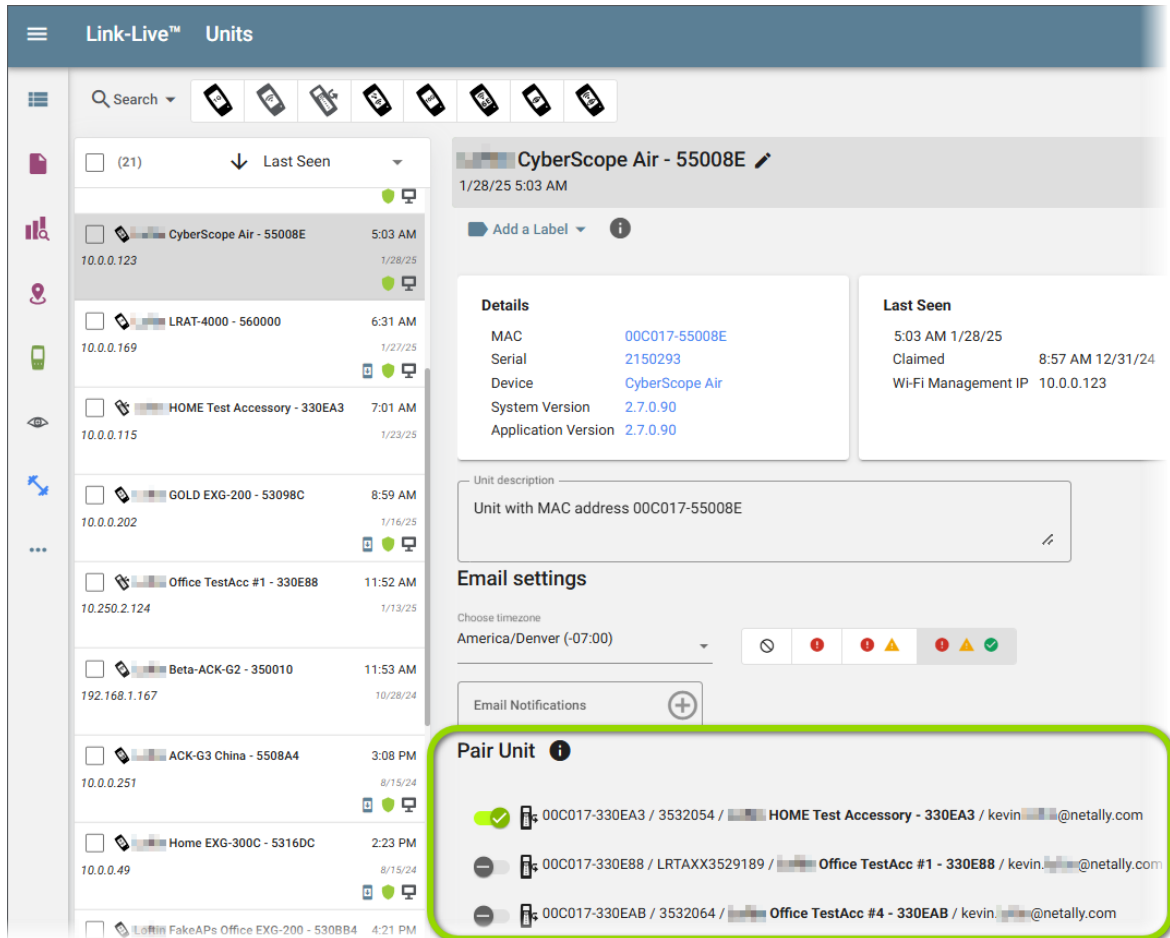 Link-Live™ Units
Search
(21) Last Seen
CyberScope Air - 55008E 5:03 AM
10.0.0.123 1/28/25
LRAT-4000 - 560000 6:31 AM
10.0.0.169 1/27/25
HOME Test Accessory - 330EA3 7:01 AM
10.0.0.115 1/23/25
GOLD EXG-200 - 53098C 8:59 AM
10.0.0.202 1/16/25
Office TestAcc #1 - 330E88 11:52 AM
10.250.2.124 1/13/25
Beta-ACK-G2 - 350010 11:53 AM
192.168.1.167 10/28/24
ACK-G3 China - 5508A4 3:08 PM
10.0.0.251 8/15/24
Home EXG-300C - 5316DC 2:23 PM
10.0.0.49 8/15/24
FakeAPs Office EXG-200 - 530BB4 4:21 PM
CyberScope Air - 55008E
1/28/25 5:03 AM
Add a Label
Details
MAC 00C017-55008E
Serial 2150293
Device CyberScope Air
System Version 2.7.0.90
Application Version 2.7.0.90
Last Seen
5:03 AM 1/28/25
Claimed 8:57 AM 12/31/24
Wi-Fi Management IP 10.0.0.123
Unit description
Unit with MAC address 00C017-55008E
Email settings
Choose timezone
America/Denver (-07:00)
Email Notifications
Pair Unit
00C017-330EA3 / 3532054 / HOME Test Accessory - 330EA3 / kevin @netally.com
00C017-330E88 / LRTAXX3529189 / Office TestAcc #1 - 330E88 / kevin. @netally.com
00C017-330EAB / 3532064 / Office TestAcc #4 - 330EAB / kevin. @netally.com